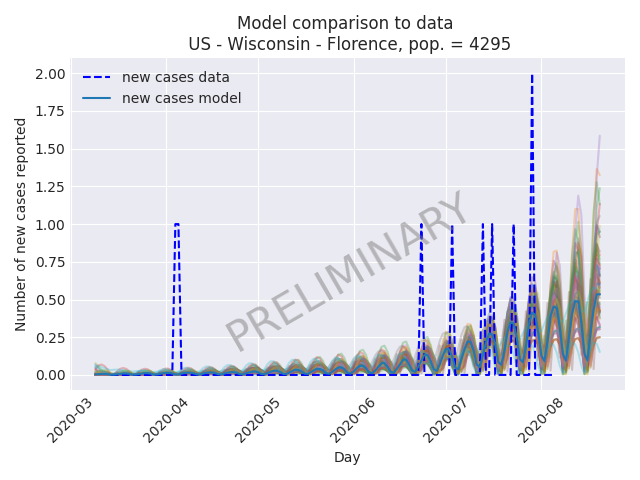 Model comparison to data
US - Wisconsin - Florence, pop. = 4295
2.00
1.75
1.50
1.25
1.00
0.75
0.50
0.25
0.00
Number of new cases reported
new cases data
new cases model
PRELIMINARY
2020-03
2020-04
2020-05
2020-06
2020-07
2020-08
Day